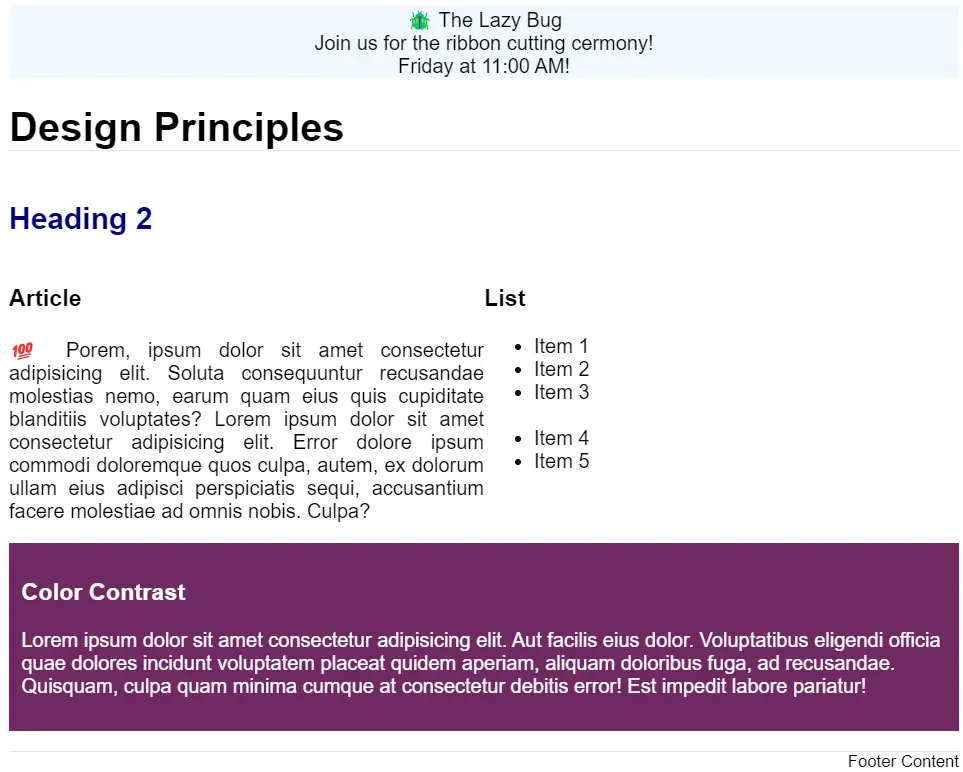 🪲 The Lazy Bug
Join us for the ribbon cutting cermony!
Friday at 11:00 AM!
Design Principles
Heading 2
Article
💯 Porem, ipsum dolor sit amet consectetur
adipisicing elit. Soluta consequuntur recusandae
molestias nemo, earum quam eius quis cupiditate
blanditiis voluptates? Lorem ipsum dolor sit amet
consectetur adipisicing elit. Error dolore ipsum
commodi doloremque quos culpa, autem, ex dolorum
ullam eius adipisci perspiciatis sequi, accusantium
facere molestiae ad omnis nobis. Culpa?
List
• Item 1
• Item 2
• Item 3
• Item 4
• Item 5
Color Contrast
Lorem ipsum dolor sit amet consectetur adipisicing elit. Aut facilis eius dolor. Voluptatibus eligendi officia
quae dolores incidunt voluptatem placeat quidem aperiam, aliquam doloribus fuga, ad recusandae.
Quisquam, culpa quam minima cumque at consectetur debitis error! Est impedit labore pariatur!
Footer Content